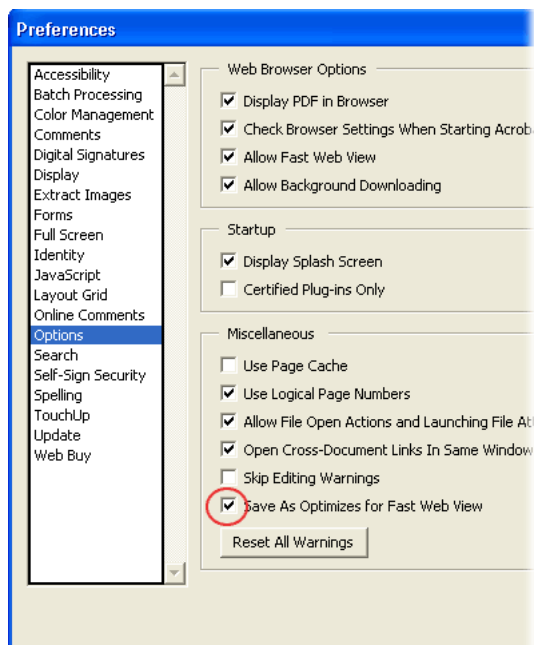 Preferences
Accessibility
Batch Processing
Color Management
Comments
Digital Signatures
Display
Extract Images
Forms
Full Screen
Identity
JavaScript
Layout Grid
Online Comments
Options
Search
Self-Sign Security
Spelling
TouchUp
Update
Web Buy
Web Browser Options
Display PDF in Browser
Check Browser Settings When Starting Acrob
Allow Fast Web View
Allow Background Downloading
Startup
Display Splash Screen
Certified Plug-ins Only
Miscellaneous
Use Page Cache
Use Logical Page Numbers
Allow File Open Actions and Launching File At
Open Cross-Document Links In Same Window
Skip Editing Warnings
Save As Optimizes for Fast Web View
Reset All Warnings